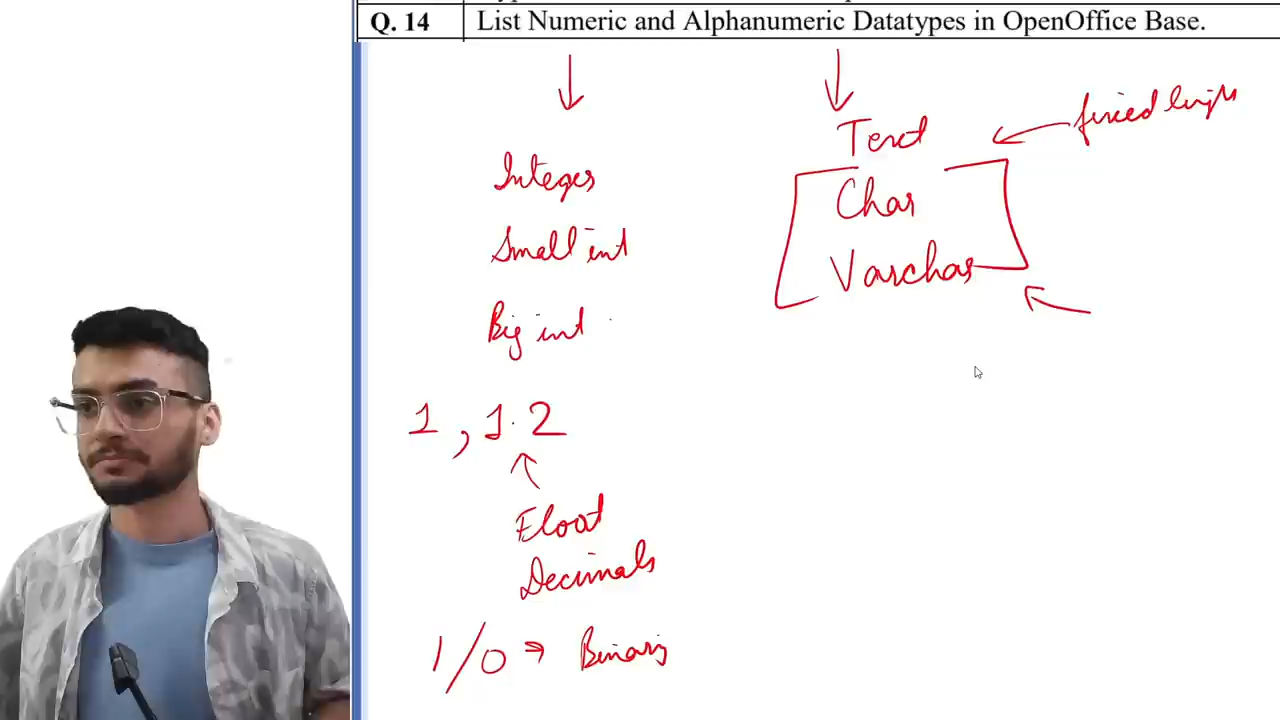 Q. 14 List Numeric and Alphanumeric Datatypes in OpenOffice Base.
fixed length
Text
Integer
Char
Small int
Varchar
Big int
1 , 1.2
Float
Decimals
1/0 → Binary